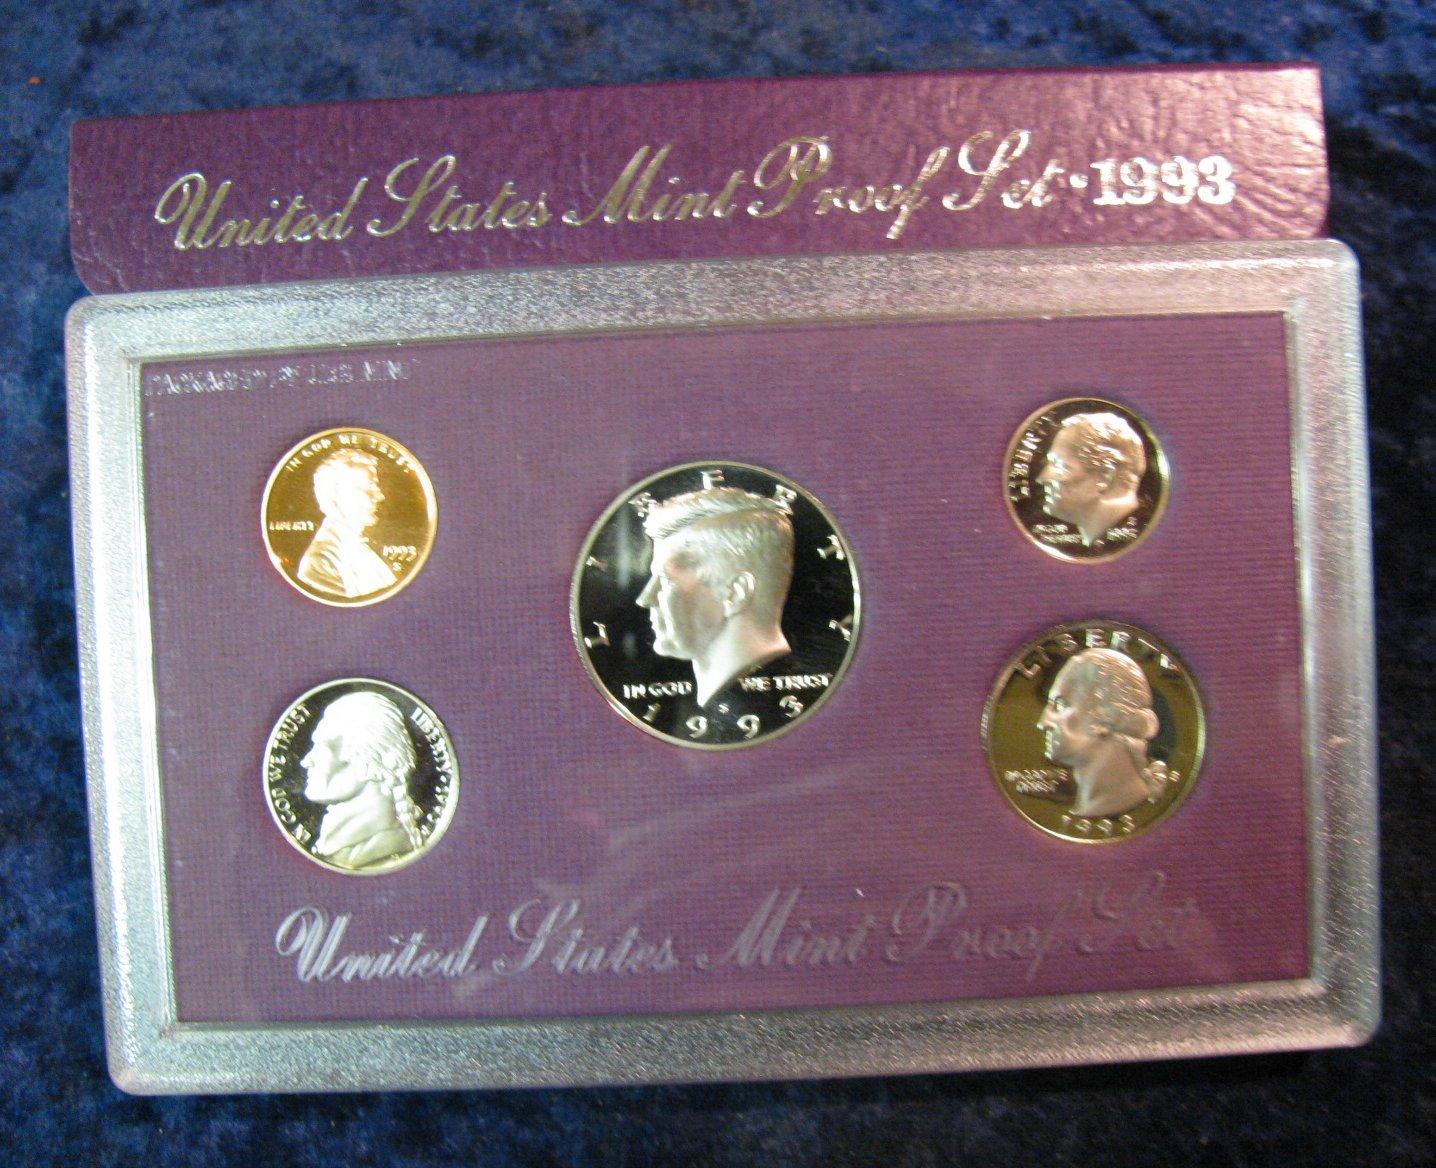 United States Mint Proof Set · 1993
PACKAGED BY U.S. MINT
IN GOD WE TRUST
LIBERTY
1993
S
LIBERTY
IN GOD WE TRUST
S
1993
LIBERTY
IN GOD WE TRUST
LIBERTY · 1993
LIBERTY
IN GOD WE TRUST
S
1993
United States Mint Proof Set